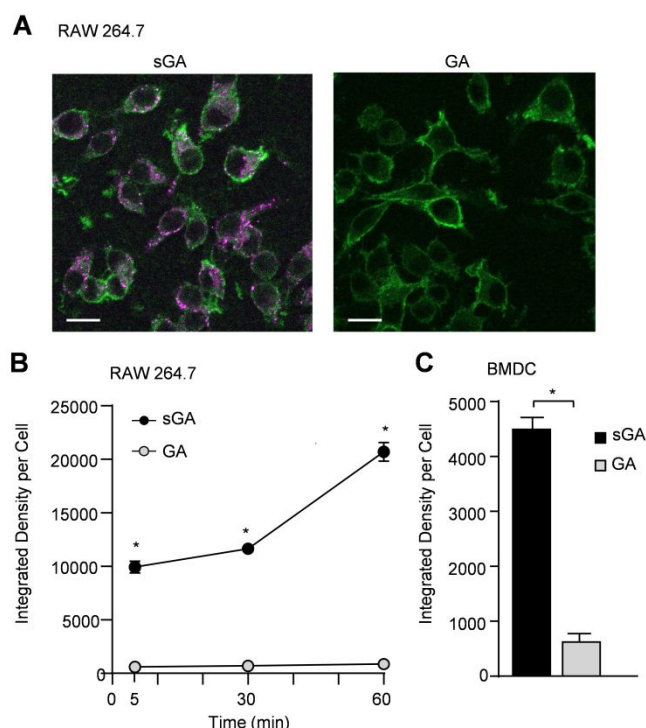 A RAW 264.7
sGA
GA
B RAW 264.7
Integrated Density per Cell
25000
20000
15000
10000
5000
0
sGA
GA
*
*
*
0 5 30 60
Time (min)
C BMDC
Integrated Density per Cell
5000
4000
4000
2000
1000
0
*
sGA
GA